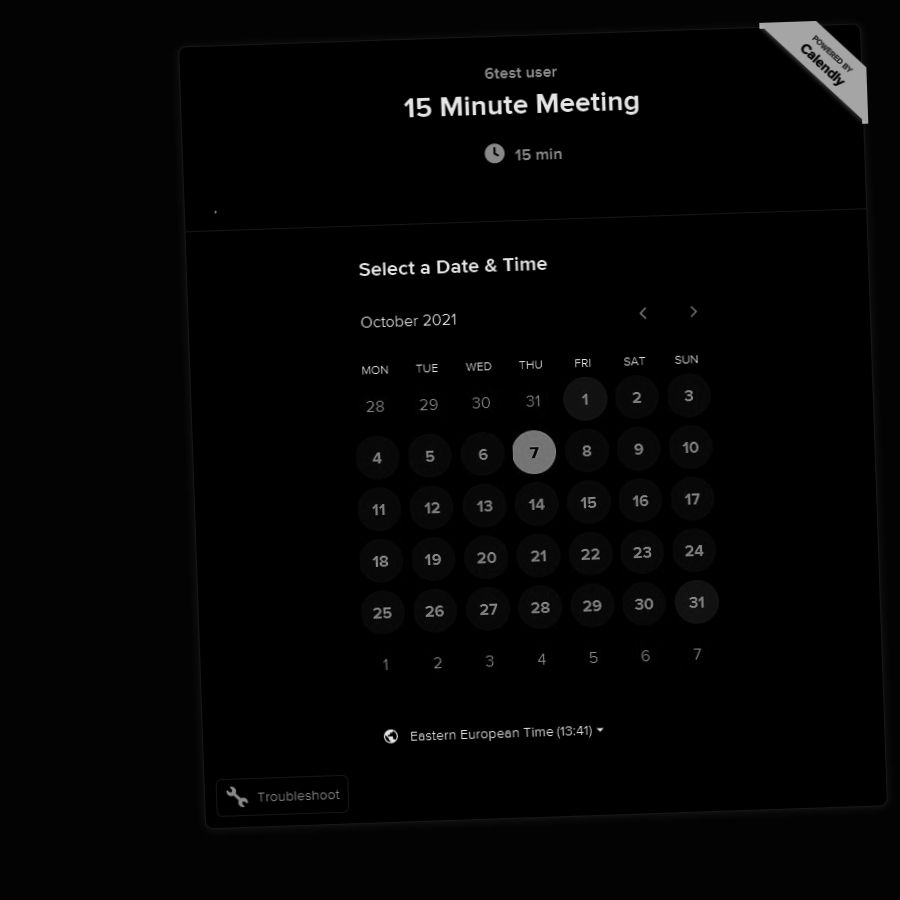 POWERED BY
Calendly
6test user
15 Minute Meeting
15 min
Select a Date & Time
October 2021
MON TUE WED THU FRI SAT SUN
28 29 30 31 1 2 3
4 5 6 7 8 9 10
11 12 13 14 15 16 17
18 19 20 21 22 23 24
25 26 27 28 29 30 31
1 2 3 4 5 6 7
Eastern European Time (13:41)
Troubleshoot